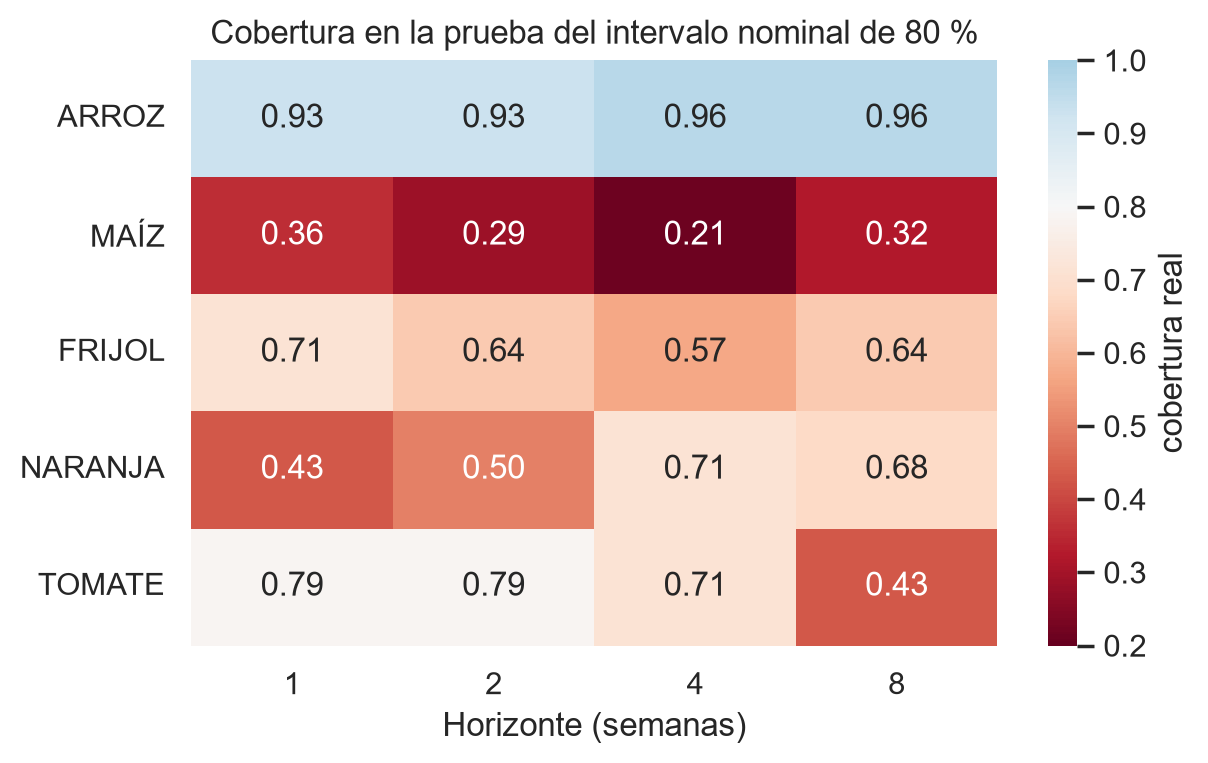 Cobertura en la prueba del intervalo nominal de 80 %
ARROZ 0.93 0.93 0.96 0.96
MAÍZ 0.36 0.29 0.21 0.32
FRIJOL 0.71 0.64 0.57 0.64
NARANJA 0.43 0.50 0.71 0.68
TOMATE 0.79 0.79 0.71 0.43
1 2 4 8
Horizonte (semanas)
1.0
0.9
0.8
0.7
0.6
0.5
0.4
0.3
0.2
cobertura real